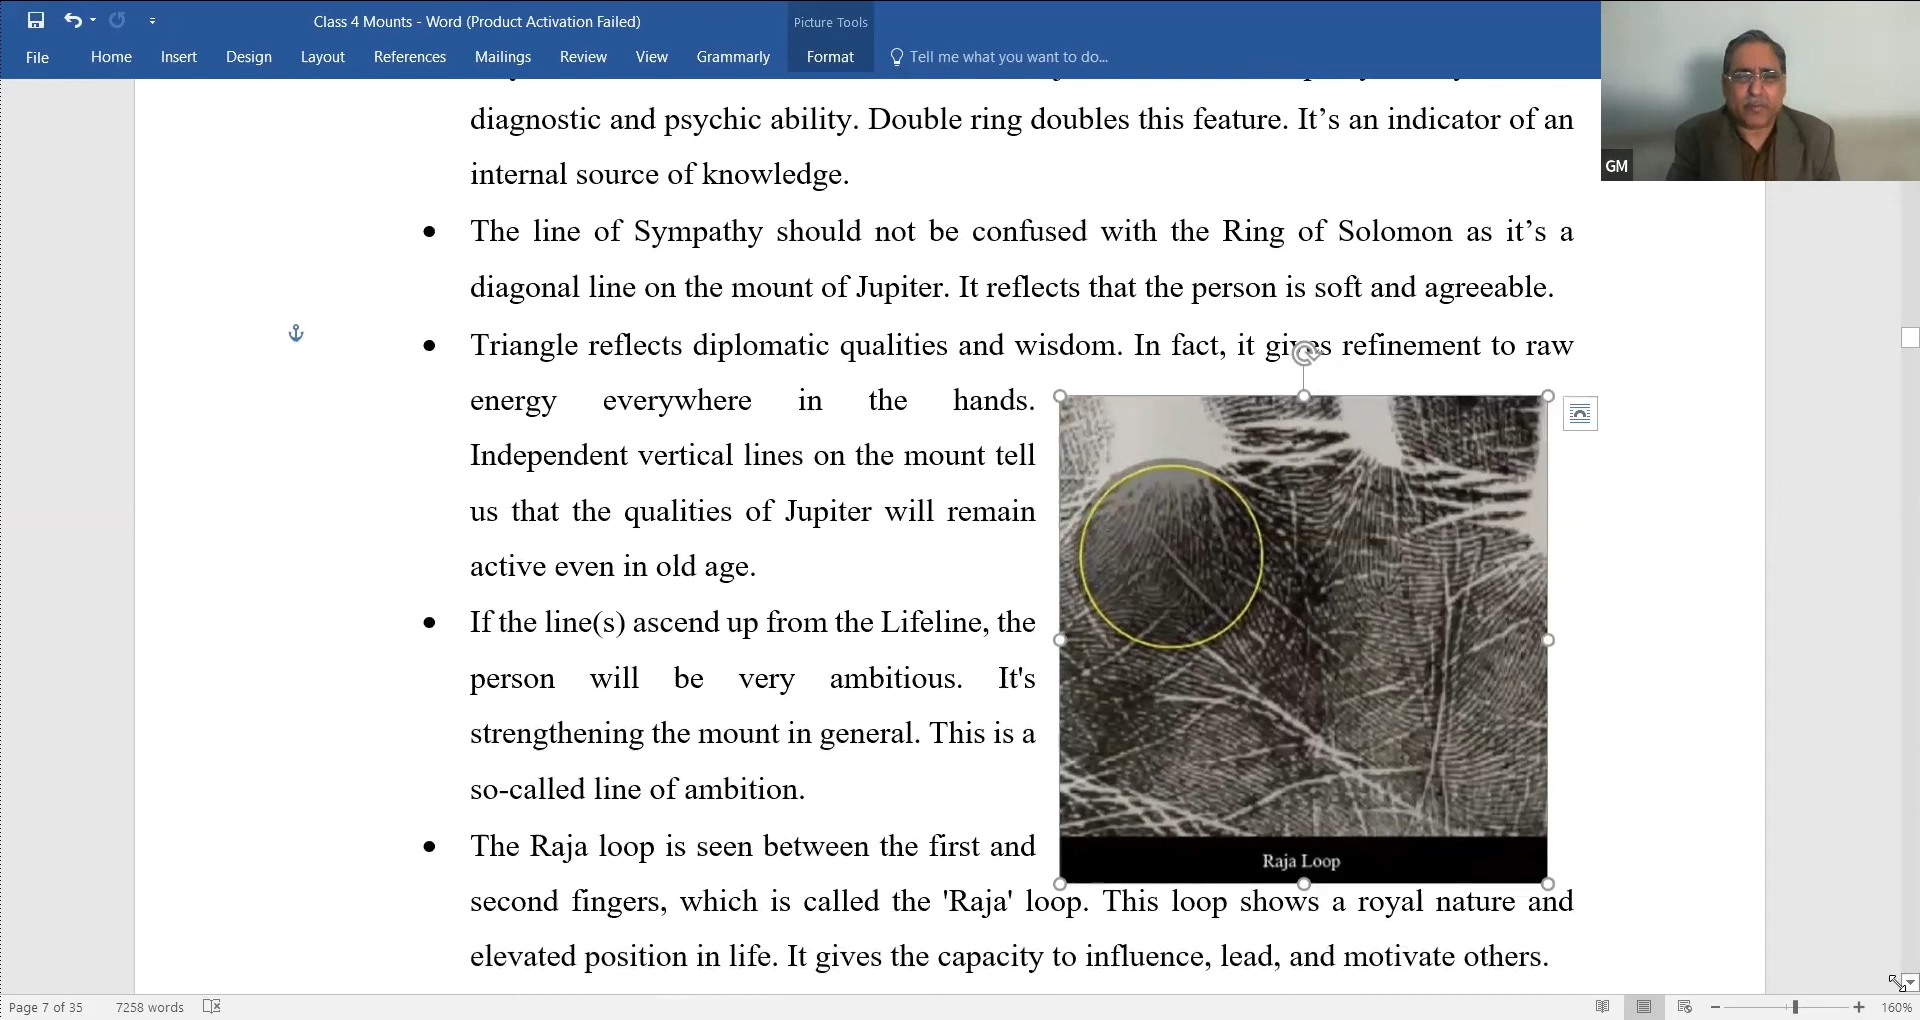 Class 4 Mounts - Word (Product Activation Failed)
Picture Tools
File Home Insert Design Layout References Mailings Review View Grammarly Format Tell me what you want to do...
GM
diagnostic and psychic ability. Double ring doubles this feature. It’s an indicator of an
internal source of knowledge.
• The line of Sympathy should not be confused with the Ring of Solomon as it’s a
diagonal line on the mount of Jupiter. It reflects that the person is soft and agreeable.
• Triangle reflects diplomatic qualities and wisdom. In fact, it gives refinement to raw
energy everywhere in the hands.
Independent vertical lines on the mount tell
us that the qualities of Jupiter will remain
active even in old age.
• If the line(s) ascend up from the Lifeline, the
person will be very ambitious. It's
strengthening the mount in general. This is a
so-called line of ambition.
• The Raja loop is seen between the first and
second fingers, which is called the 'Raja' loop. This loop shows a royal nature and
elevated position in life. It gives the capacity to influence, lead, and motivate others.
Raja Loop
Page 7 of 35 7258 words 160%